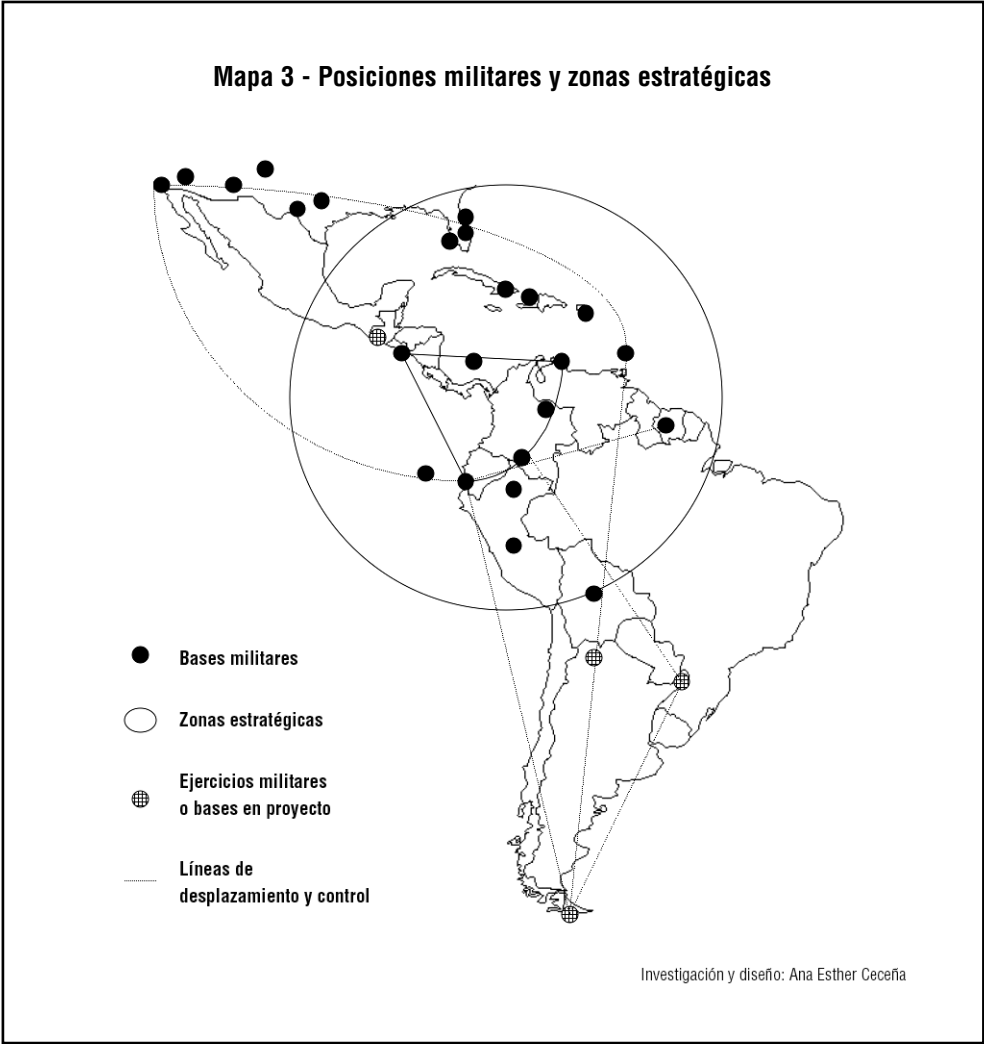 Mapa 3 - Posiciones militares y zonas estratégicas
Bases militares
Zonas estratégicas
Ejercicios militares
o bases en proyecto
Líneas de
desplazamiento y control
Investigación y diseño: Ana Esther Ceceña